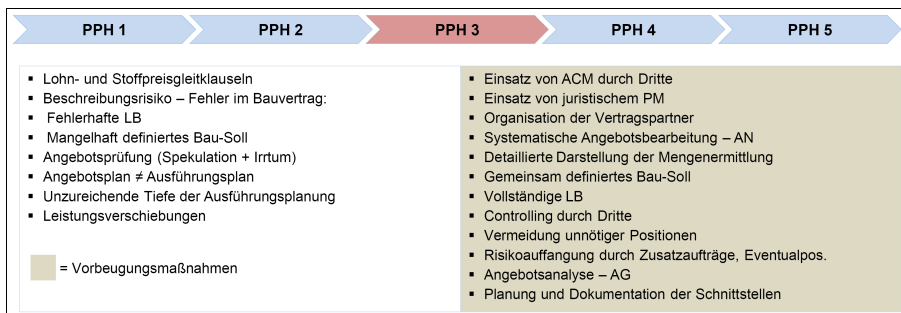 PPH 1 PPH 2 PPH 3 PPH 4 PPH 5
▪ Lohn- und Stoffpreisgleitklauseln
▪ Beschreibungsrisiko – Fehler im Bauvertrag:
▪ Fehlerhafte LB
▪ Mangelhaft definiertes Bau-Soll
▪ Angebotsprüfung (Spekulation + Irrtum)
▪ Angebotsplan ≠ Ausführungsplan
▪ Unzureichende Tiefe der Ausführungsplanung
▪ Leistungsverschiebungen
= Vorbeugungsmaßnahmen
▪ Einsatz von ACM durch Dritte
▪ Einsatz von juristischem PM
▪ Organisation der Vertragspartner
▪ Systematische Angebotsbearbeitung – AN
▪ Detaillierte Darstellung der Mengenermittlung
▪ Gemeinsam definiertes Bau-Soll
▪ Vollständige LB
▪ Controlling durch Dritte
▪ Vermeidung unnötiger Positionen
▪ Risikoauffangung durch Zusatzaufträge, Eventualpos.
▪ Angebotsanalyse – AG
▪ Planung und Dokumentation der Schnittstellen